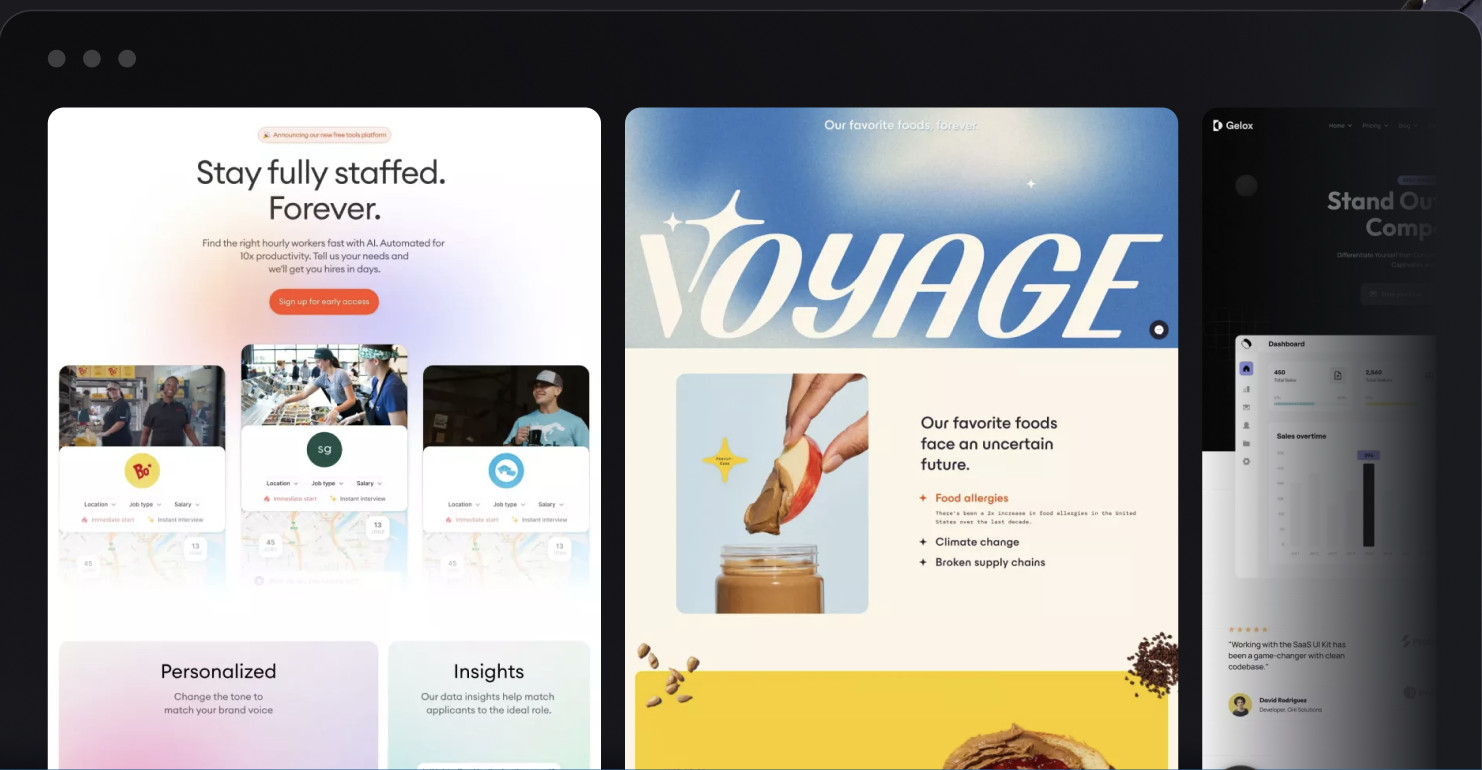 Announcing our new free tools platform
Stay fully staffed.
Forever.
Find the right hourly workers fast with AI. Automated for
10x productivity. Tell us your needs and
we'll get you hires in days.
Sign up for early access
Bo
Location
Job type
Salary
Immediate start
Instant interview
45
13
sg
Location
Job type
Salary
Immediate start
Instant interview
45
13
Location
Job type
Salary
Immediate start
Instant interview
45
13
Personalized
Change the tone to
match your brand voice
Insights
Our data insights help match
applicants to the ideal role.
Our favorite foods, forever.
VOYAGE
Our favorite foods
face an uncertain
future.
Food allergies
There's been a 2x increase in food allergies in the United
States over the last decade.
Climate change
Broken supply chains
Gelox
Home
Pricing
Blog
Stand Ou
Comp
Dashboard
450
Total Sales
2,560
Sales overtime
"Working with the SaaS UI Kit has
been a game-changer with clean
codebase."
David Rodriguez
Developer, GHI Solutions